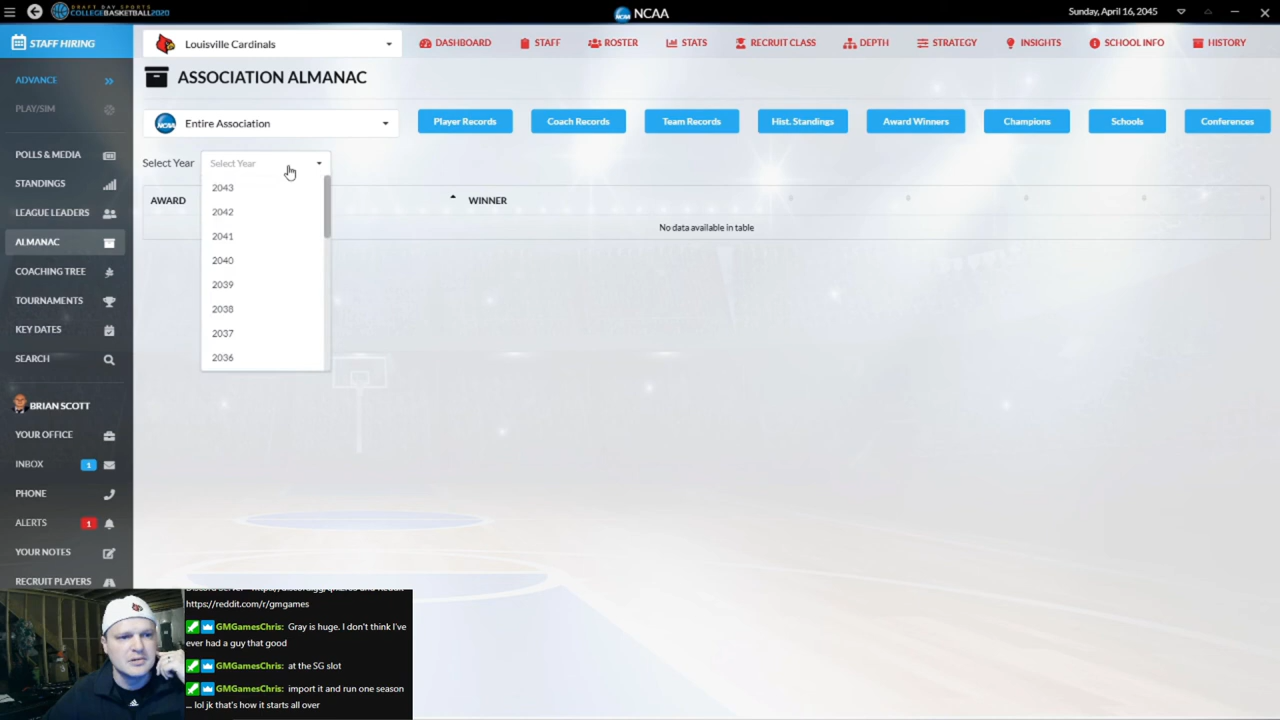 DRAFT DAY SPORTS
COLLEGE BASKETBALL 2020
NCAA
Sunday, April 16, 2045
STAFF HIRING
Louisville Cardinals
DASHBOARD
STAFF
ROSTER
STATS
RECRUIT CLASS
DEPTH
STRATEGY
INSIGHTS
SCHOOL INFO
HISTORY
ADVANCE
PLAY/SIM
POLLS & MEDIA
STANDINGS
LEAGUE LEADERS
ALMANAC
COACHING TREE
TOURNAMENTS
KEY DATES
SEARCH
BRIAN SCOTT
YOUR OFFICE
INBOX 1
PHONE
ALERTS 1
YOUR NOTES
RECRUIT PLAYERS
ASSOCIATION ALMANAC
NCAA Entire Association
Player Records
Coach Records
Team Records
Hist. Standings
Award Winners
Champions
Schools
Conferences
Select Year Select Year
2043
2042
2041
2040
2039
2038
2037
2036
AWARD
WINNER
No data available in table
https://reddit.com/r/gmgames
GMGamesChris: Gray is huge. I don't think I've
ever had a guy that good
GMGamesChris: at the SG slot
GMGamesChris: import it and run one season
... lol jk that's how it starts all over